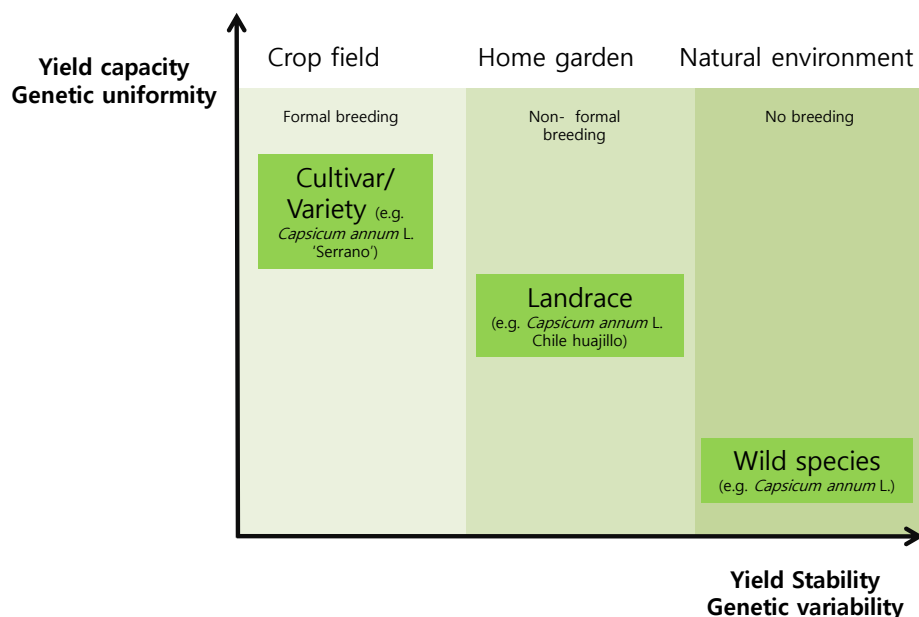 Yield capacity
Genetic uniformity
Crop field
Home garden
Natural environment
Formal breeding
Non- formal
breeding
No breeding
Cultivar/
Variety (e.g.
Capsicum annum L.
‘Serrano’)
Landrace
(e.g. Capsicum annum L.
Chile huajillo)
Wild species
(e.g. Capsicum annum L.)
Yield Stability
Genetic variability